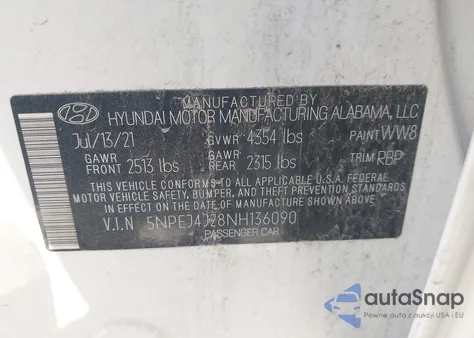 MANUFACTURED BY
HYUNDAI MOTOR MANUFACTURING ALABAMA, LLC
Jul/13/21 GVWR 4354 lbs PAINT WW8
GAWR FRONT 2513 lbs GAWR REAR 2315 lbs TRIM RBP
THIS VEHICLE CONFORMS TO ALL APPLICABLE U.S.A. FEDERAL
MOTOR VEHICLE SAFETY, BUMPER, AND THEFT PREVENTION STANDARDS
IN EFFECT ON THE DATE OF MANUFACTURE SHOWN ABOVE.
V.I.N 5NPEJ4J28NH136090
PASSENGER CAR
autoSnap
Pewne auta z aukcji USA i EU